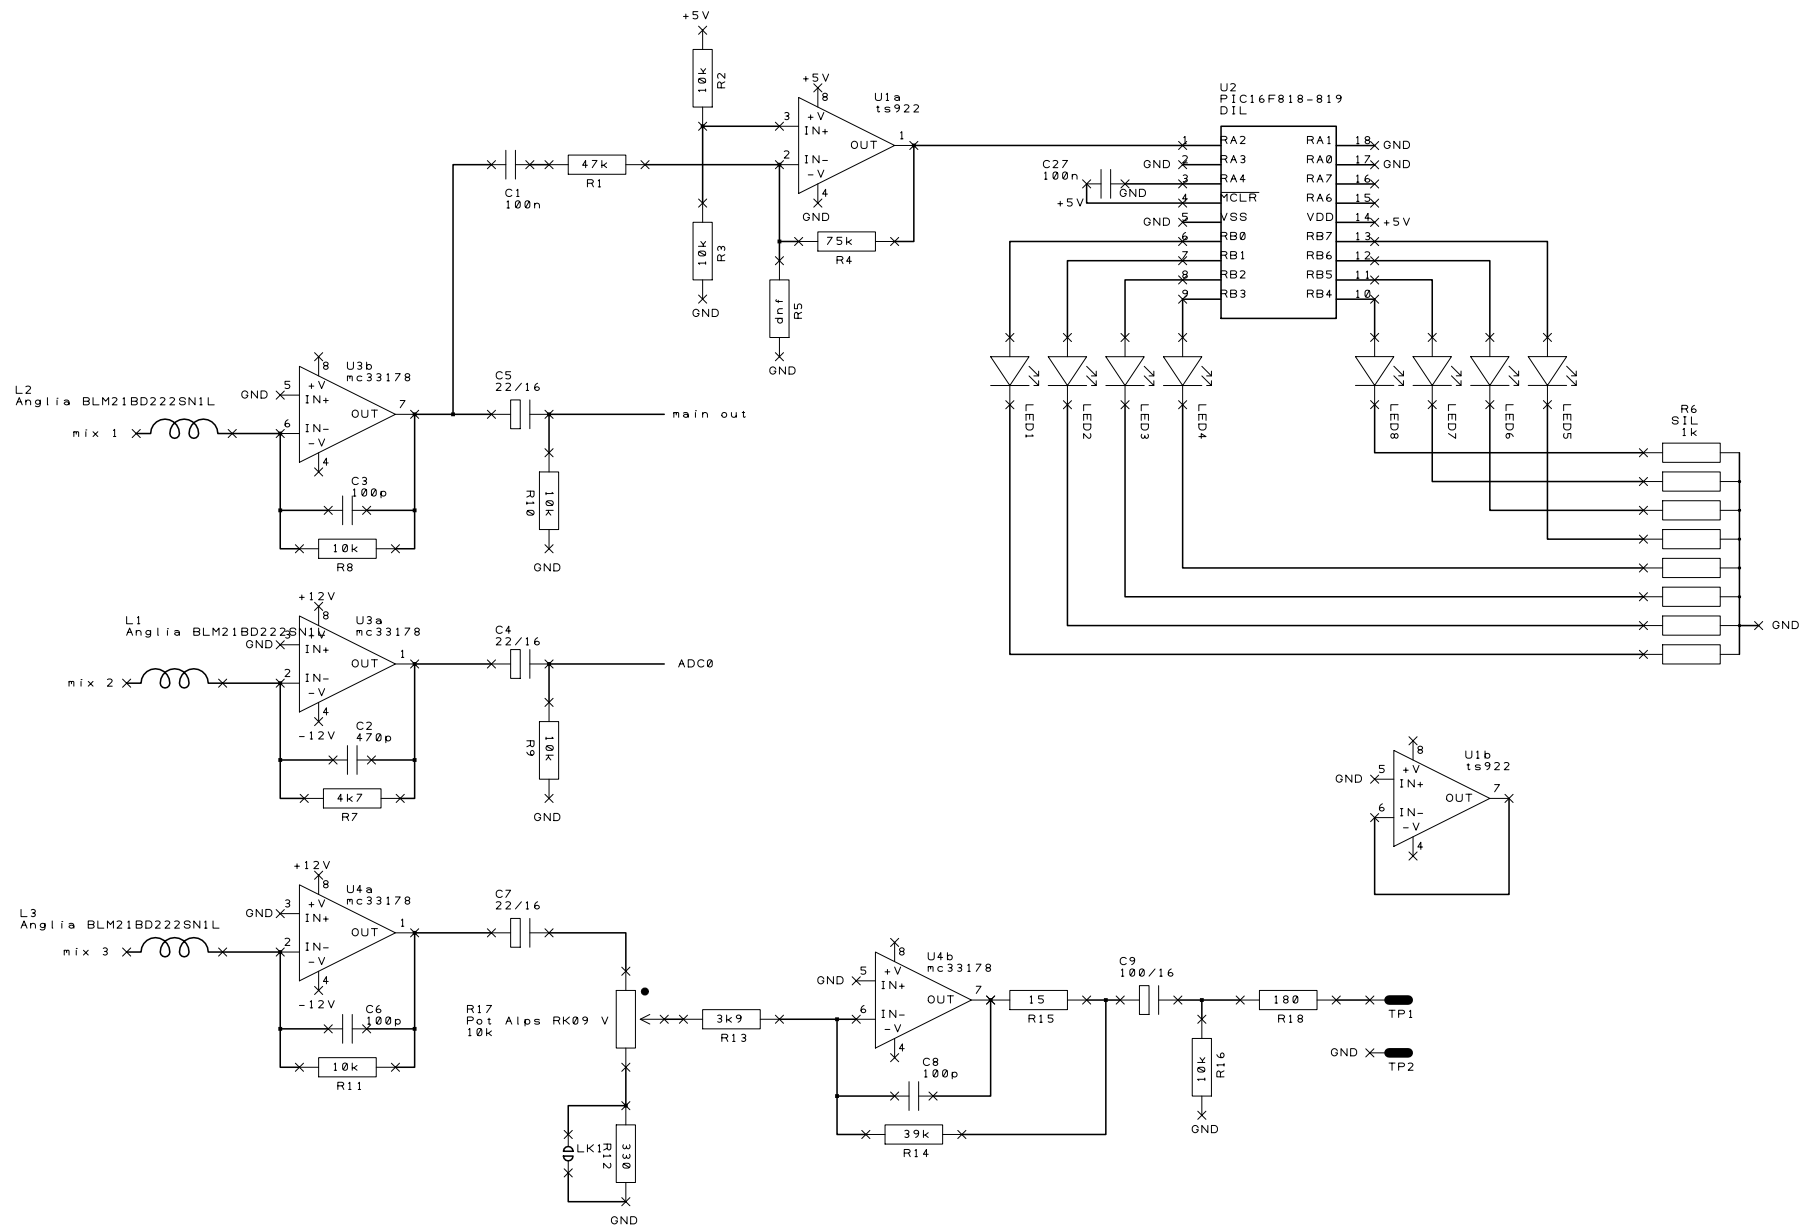 +5V
10k
R2
+5V
8
U1a
ts922
3
+V
IN+
OUT
1
2
IN-
-V
4
GND
C1
100n
47k
R1
10k
R3
GND
75k
R4
dnf
R5
GND
U2
PIC16F818-819
DIL
1 RA2 RA1 18 GND
GND 2 RA3 RA0 17 GND
C27
100n
GND
3 RA4 RA7 16
+5V 4 MCLR RA6 15
GND 5 VSS VDD 14 +5V
6 RB0 RB7 13
7 RB1 RB6 12
8 RB2 RB5 11
9 RB3 RB4 10
LED1
LED2
LED3
LED4
LED8
LED7
LED6
LED5
R6
SIL
1k
GND
L2
Anglia BLM21BD222SN1L
mix 1
8
U3b
mc33178
GND 5
+V
IN+
OUT
7
6
IN-
-V
4
C3
100p
10k
R8
C5
22/16
main out
10k
R10
GND
+12V
8
L1
Anglia BLM21BD222SN1L
U3a
mc33178
GND 3
+V
IN+
OUT
1
mix 2
2
IN-
-V
4
-12V
C2
470p
4k7
R7
C4
22/16
ADC0
10k
R9
GND
U1b
ts922
8
GND 5
+V
IN+
OUT
7
6
IN-
-V
4
+12V
8
U4a
mc33178
L3
Anglia BLM21BD222SN1L
GND 3
+V
IN+
OUT
1
mix 3
2
IN-
-V
4
-12V
C6
100p
10k
R11
C7
22/16
R17
Pot Alps RK09 V
10k
LK1
330
R12
GND
3k9
R13
8
U4b
mc33178
GND 5
+V
IN+
OUT
7
6
IN-
-V
4
C8
100p
39k
R14
15
R15
C9
100/16
10k
R16
GND
180
R18
TP1
GND
TP2